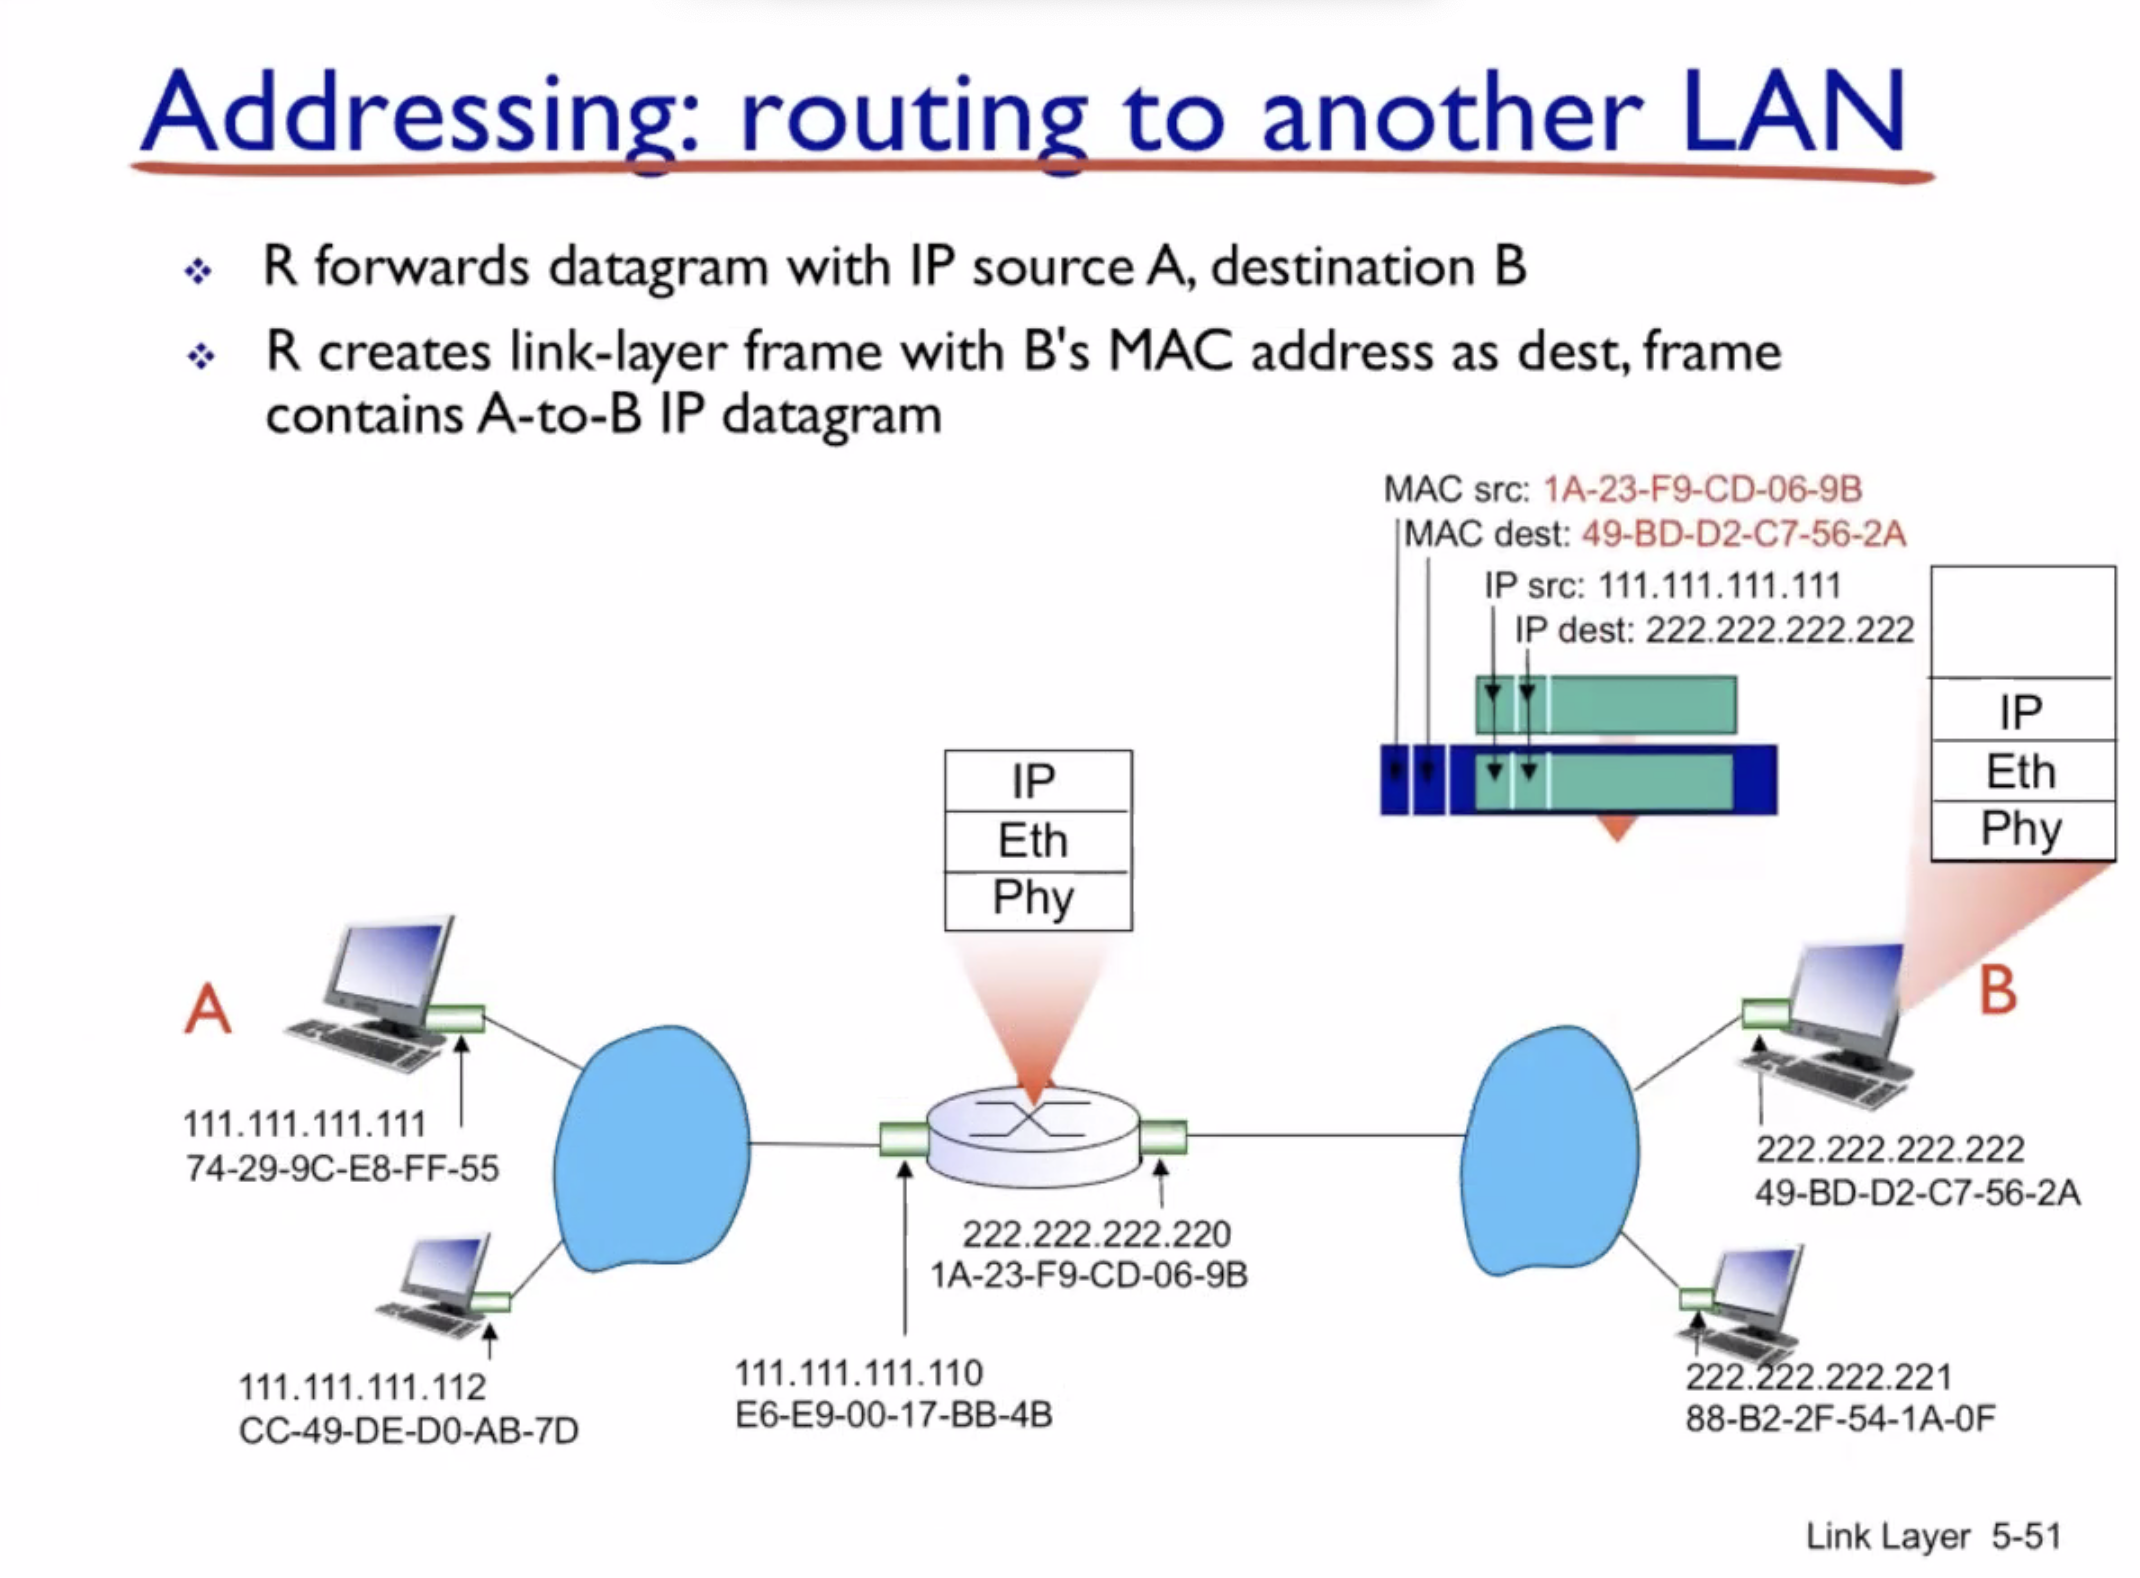 Addressing: routing to another LAN
R forwards datagram with IP source A, destination B
R creates link-layer frame with B's MAC address as dest, frame
contains A-to-B IP datagram
MAC src: 1A-23-F9-CD-06-9B
MAC dest: 49-BD-D2-C7-56-2A
IP src: 111.111.111.111
IP dest: 222.222.222.222
IP
Eth
Phy
IP
Eth
Phy
A
B
111.111.111.111
74-29-9C-E8-FF-55
222.222.222.222
49-BD-D2-C7-56-2A
222.222.222.220
1A-23-F9-CD-06-9B
111.111.111.112
CC-49-DE-D0-AB-7D
111.111.111.110
E6-E9-00-17-BB-4B
222.222.222.221
88-B2-2F-54-1A-0F
Link Layer 5-51